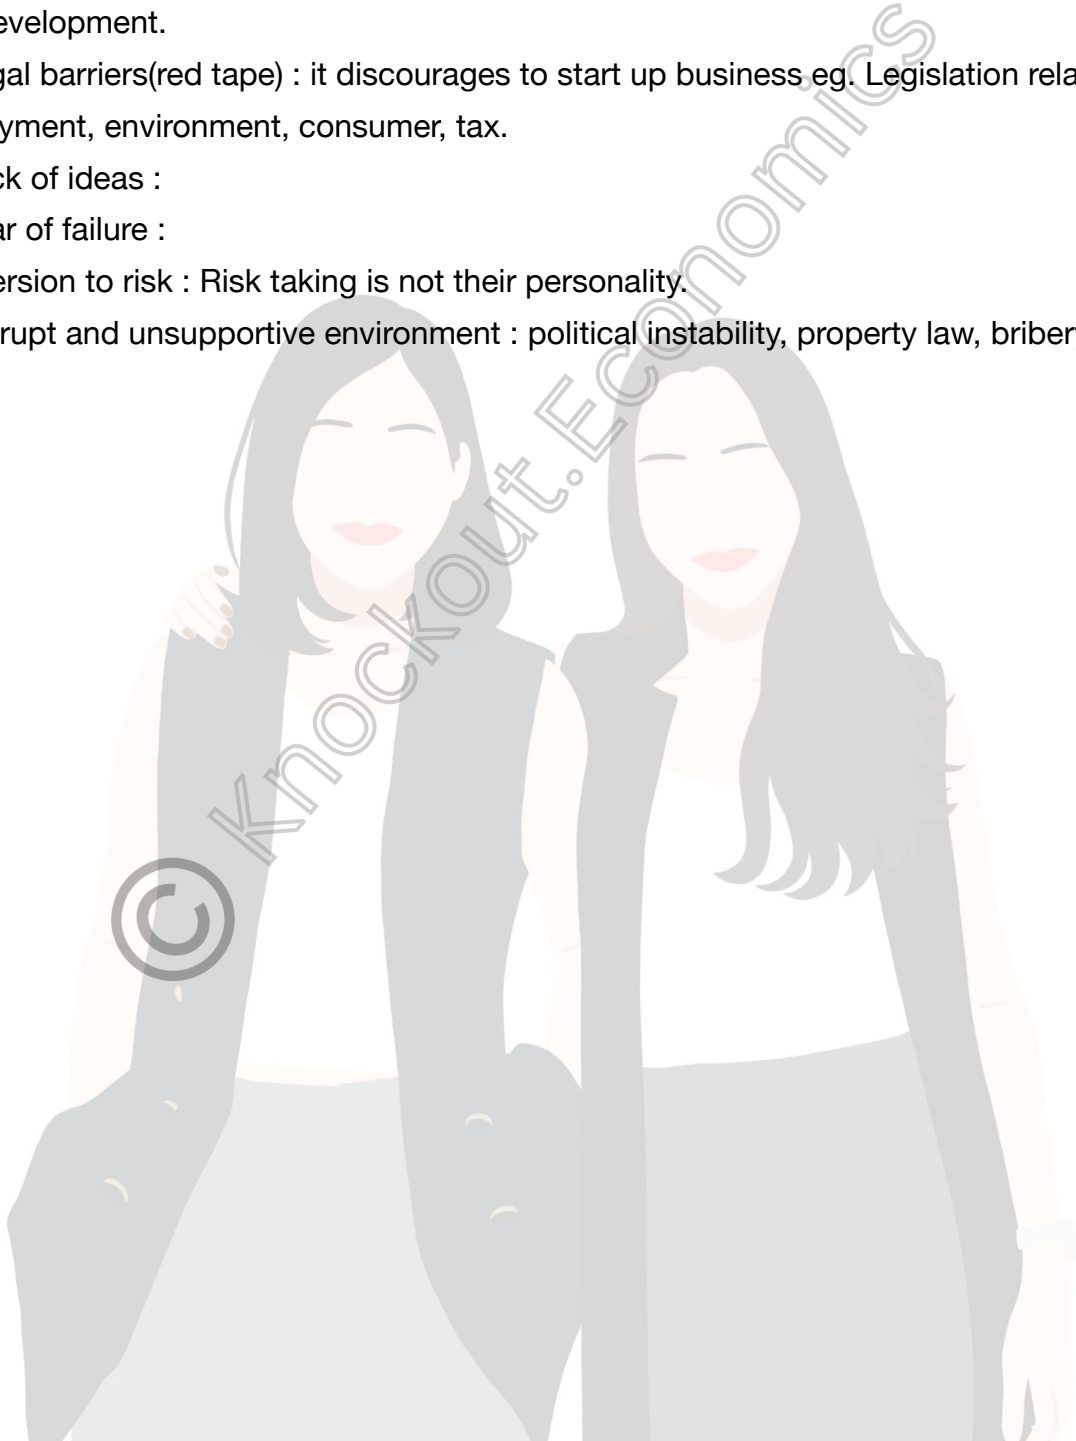 evelopment.
gal barriers(red tape) : it discourages to start up business eg. Legislation rela
yment, environment, consumer, tax.
ck of ideas :
ar of failure :
ersion to risk : Risk taking is not their personality.
rupt and unsupportive environment : political instability, property law, bribery
© Knockout.Economics